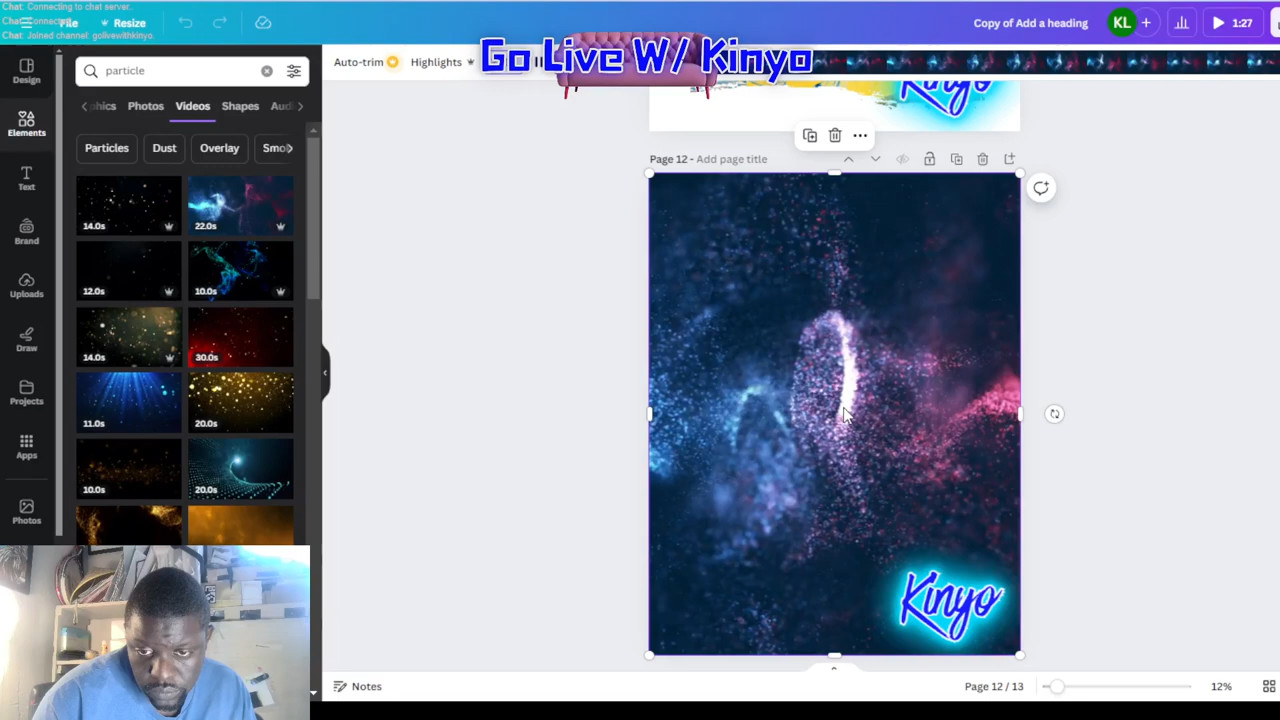 Chat: Connecting to chat server..
Chat: Connected.
Chat: Joined channel: golivewithkinyo.
File
Resize
Copy of Add a heading
KL
1:27
Go Live W/ Kinyo
Design
Elements
Text
Brand
Uploads
Draw
Projects
Apps
Photos
particle
Photos
Videos
Shapes
Particles
Dust
Overlay
14.0s
22.0s
12.0s
10.0s
14.0s
30.0s
11.0s
20.0s
10.0s
20.0s
Auto-trim
Highlights
Kinyo
Page 12 - Add page title
Kinyo
Notes
Page 12 / 13
12%